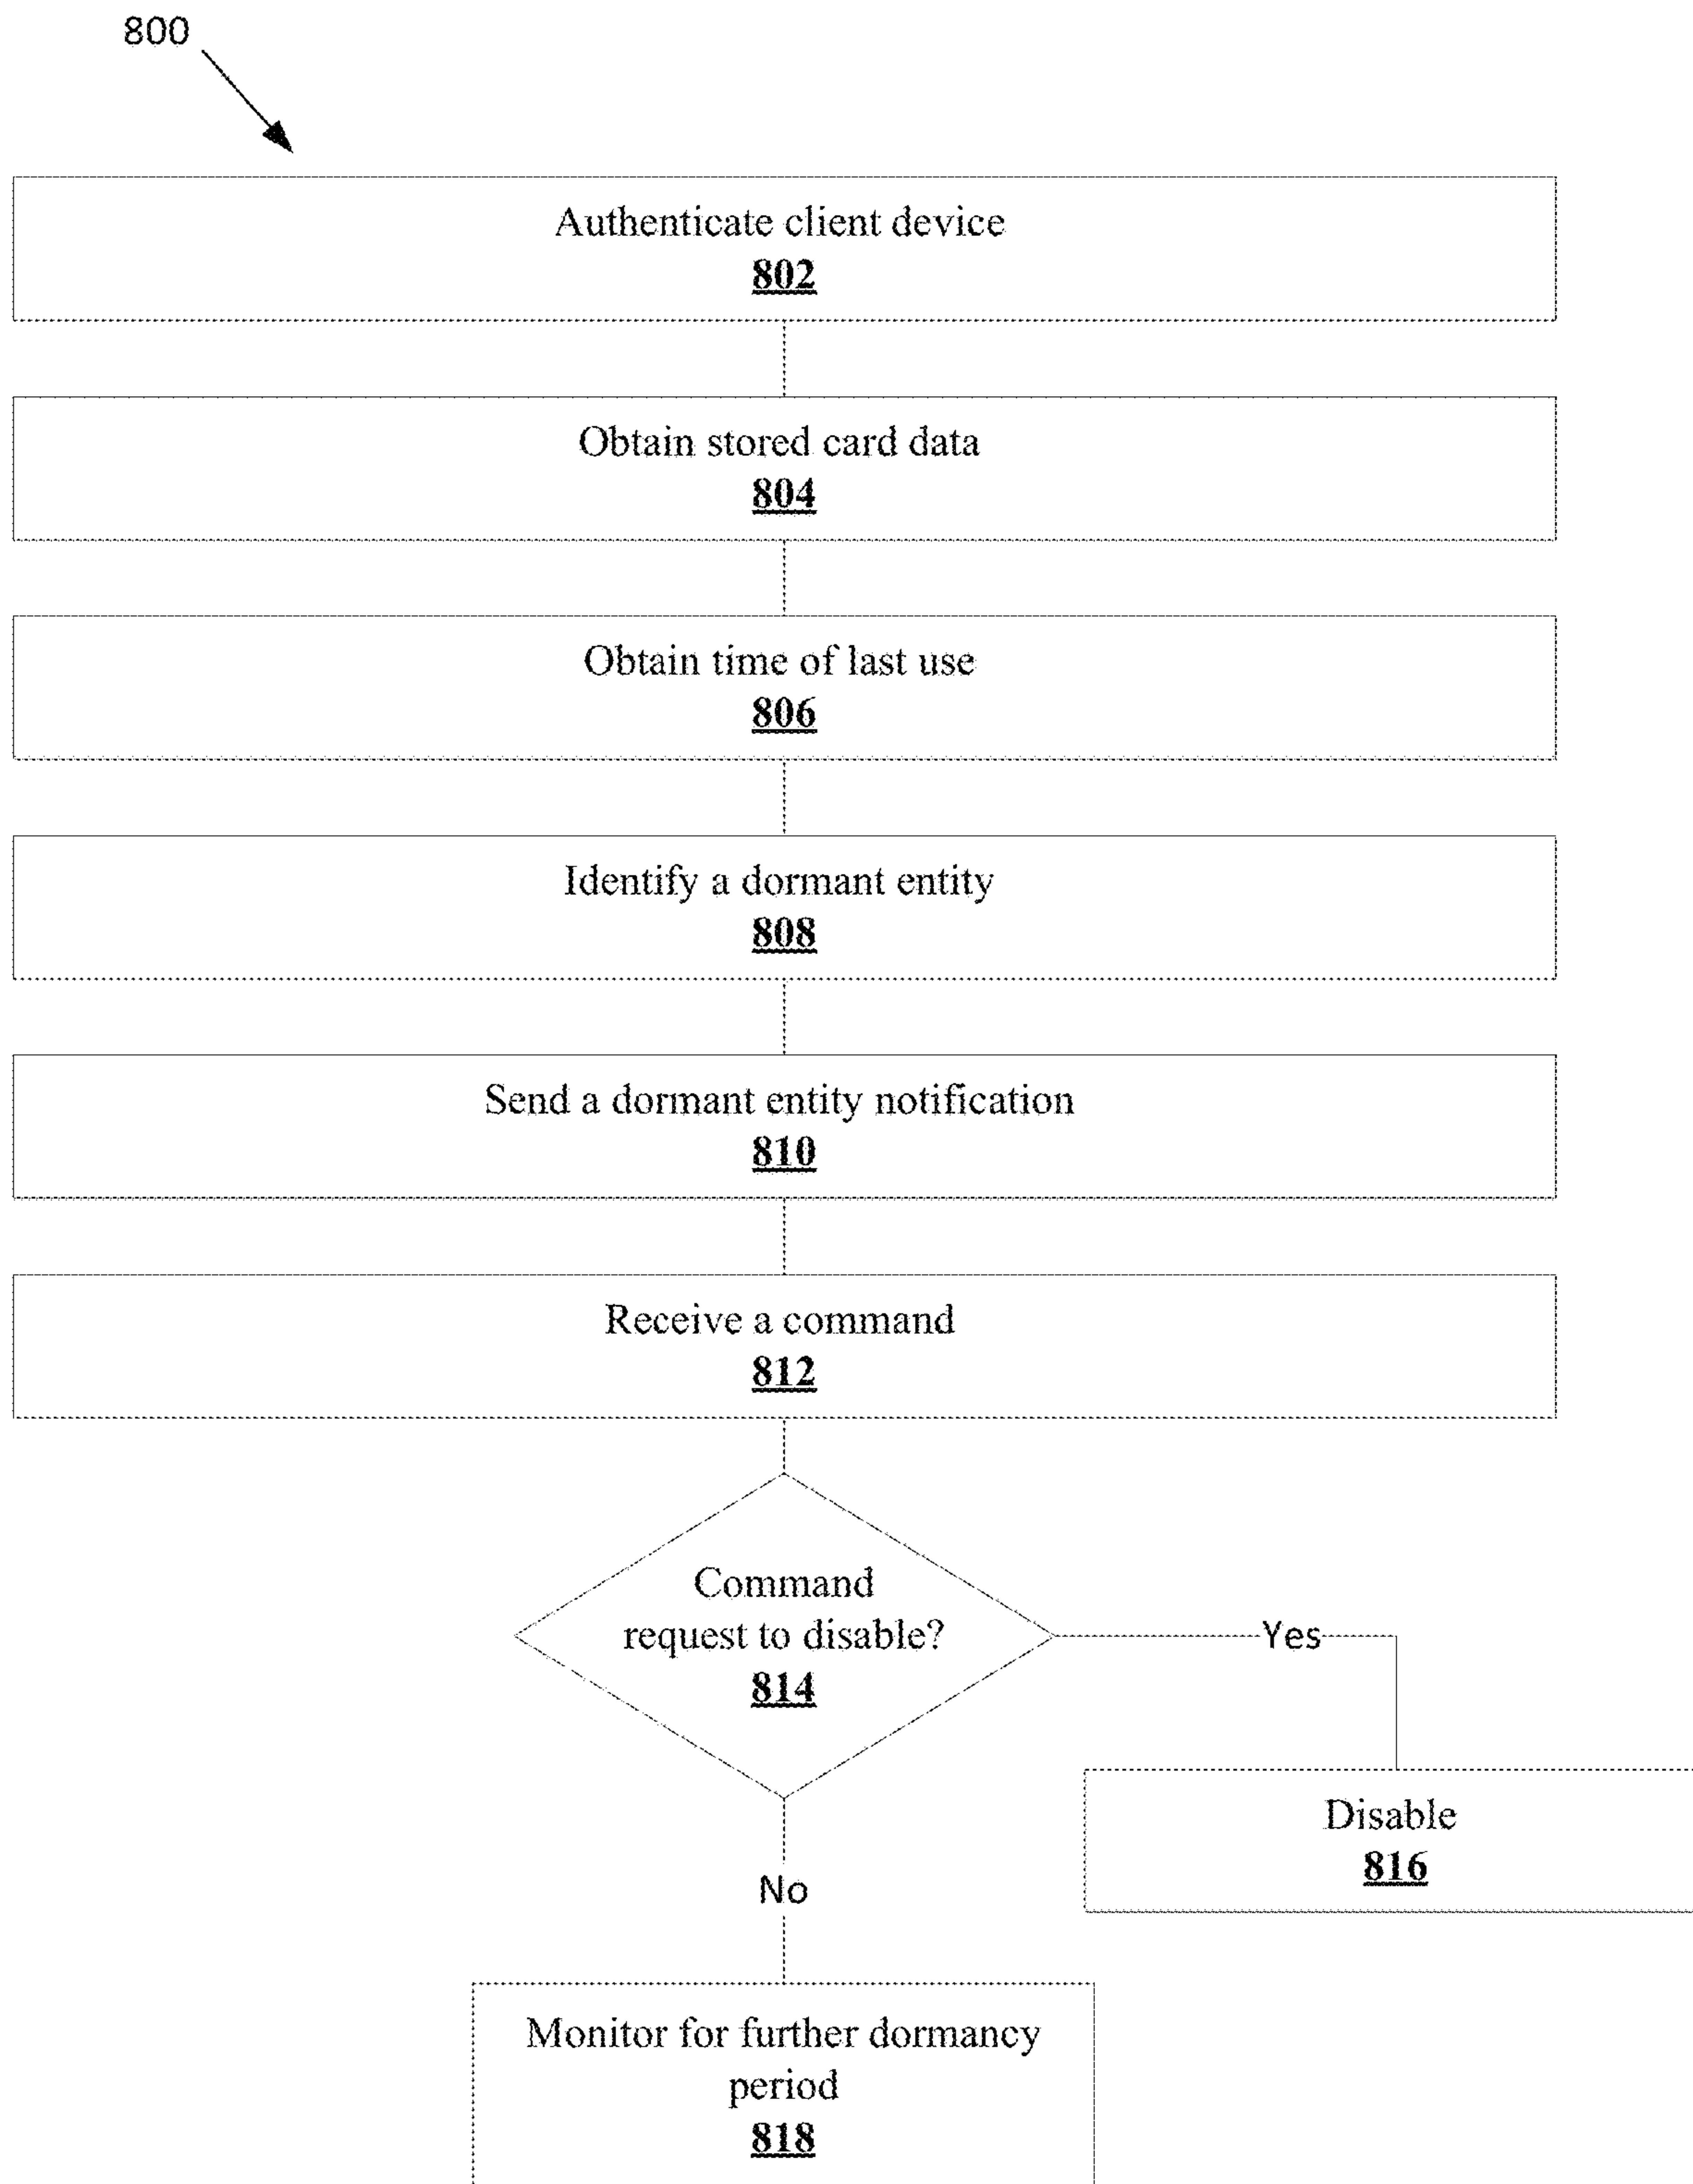 800
Authenticate client device
802
Obtain stored card data
804
Obtain time of last use
806
Identify a dormant entity
808
Send a dormant entity notification
810
Receive a command
812
Command
request to disable?
814
Yes
Disable
816
No
Monitor for further dormancy
period
818